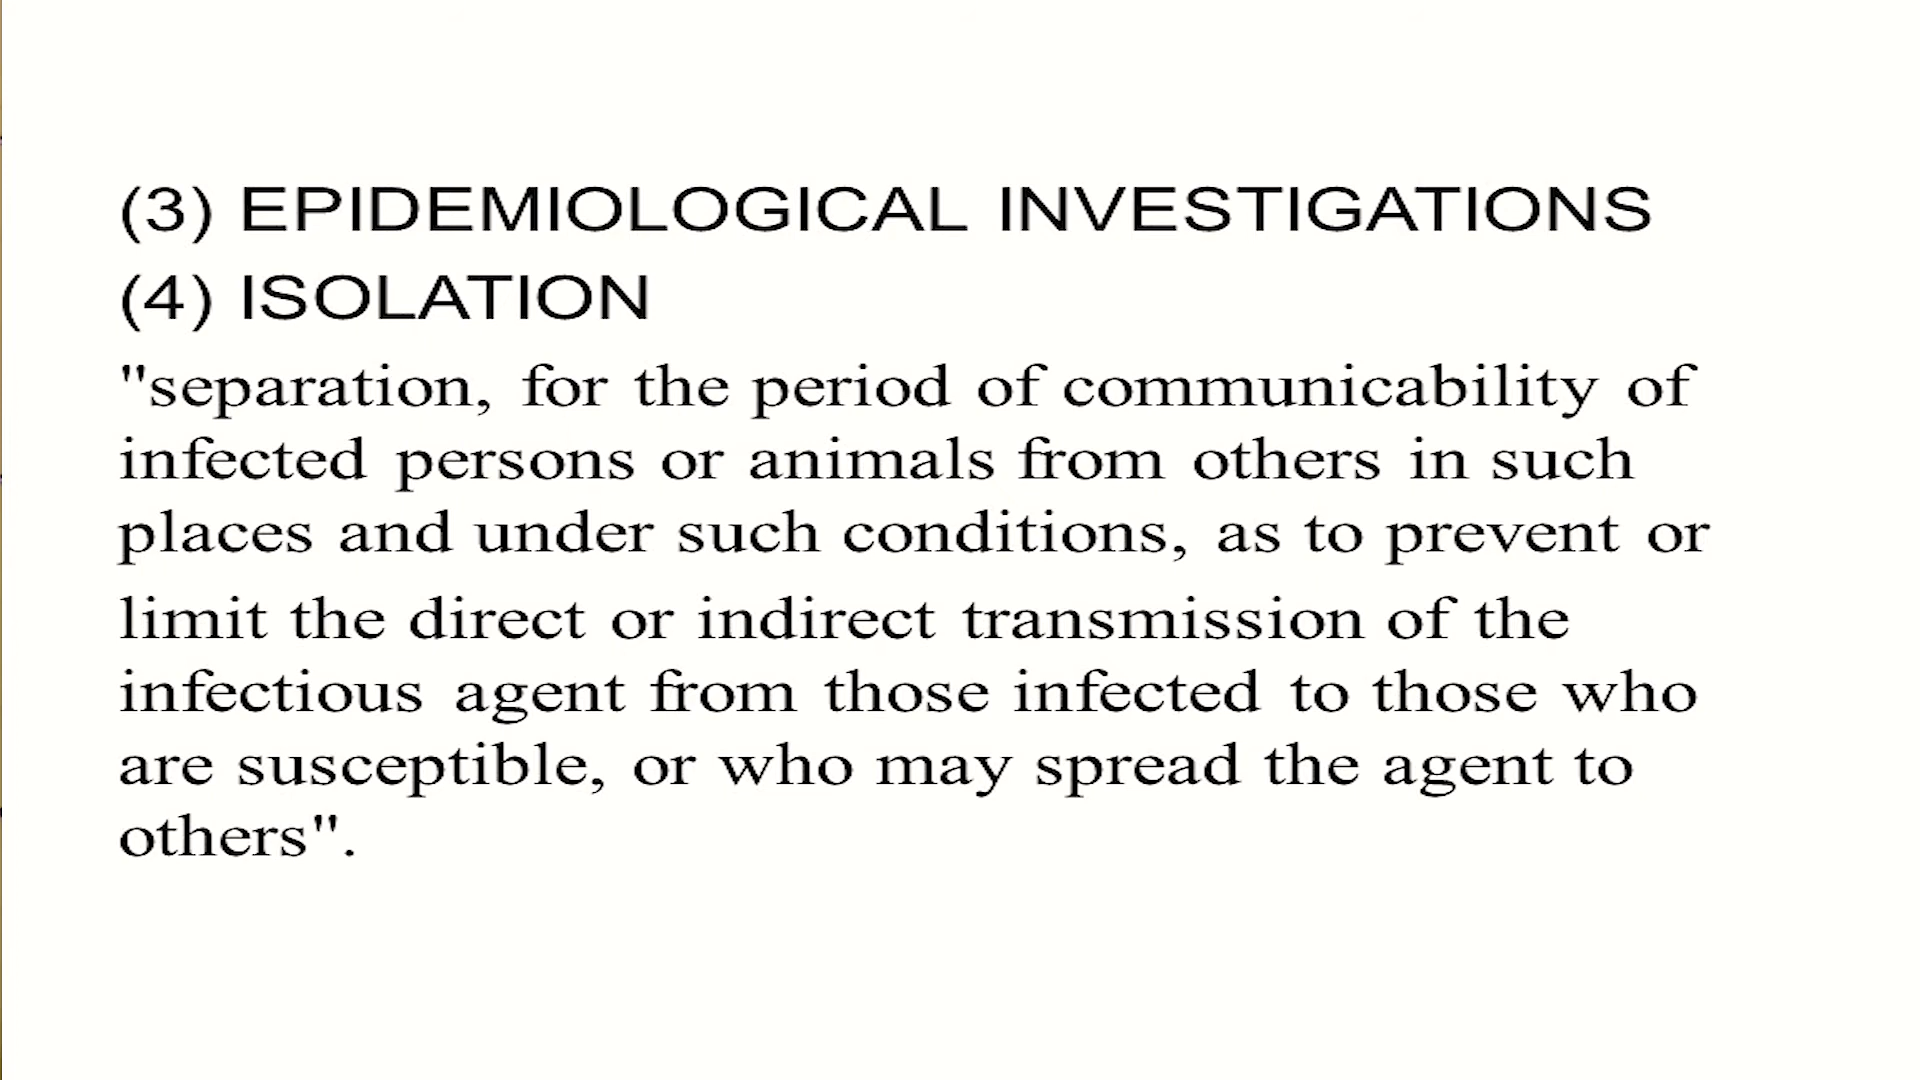 (3) EPIDEMIOLOGICAL INVESTIGATIONS
(4) ISOLATION
"separation, for the period of communicability of
infected persons or animals from others in such
places and under such conditions, as to prevent or
limit the direct or indirect transmission of the
infectious agent from those infected to those who
are susceptible, or who may spread the agent to
others".